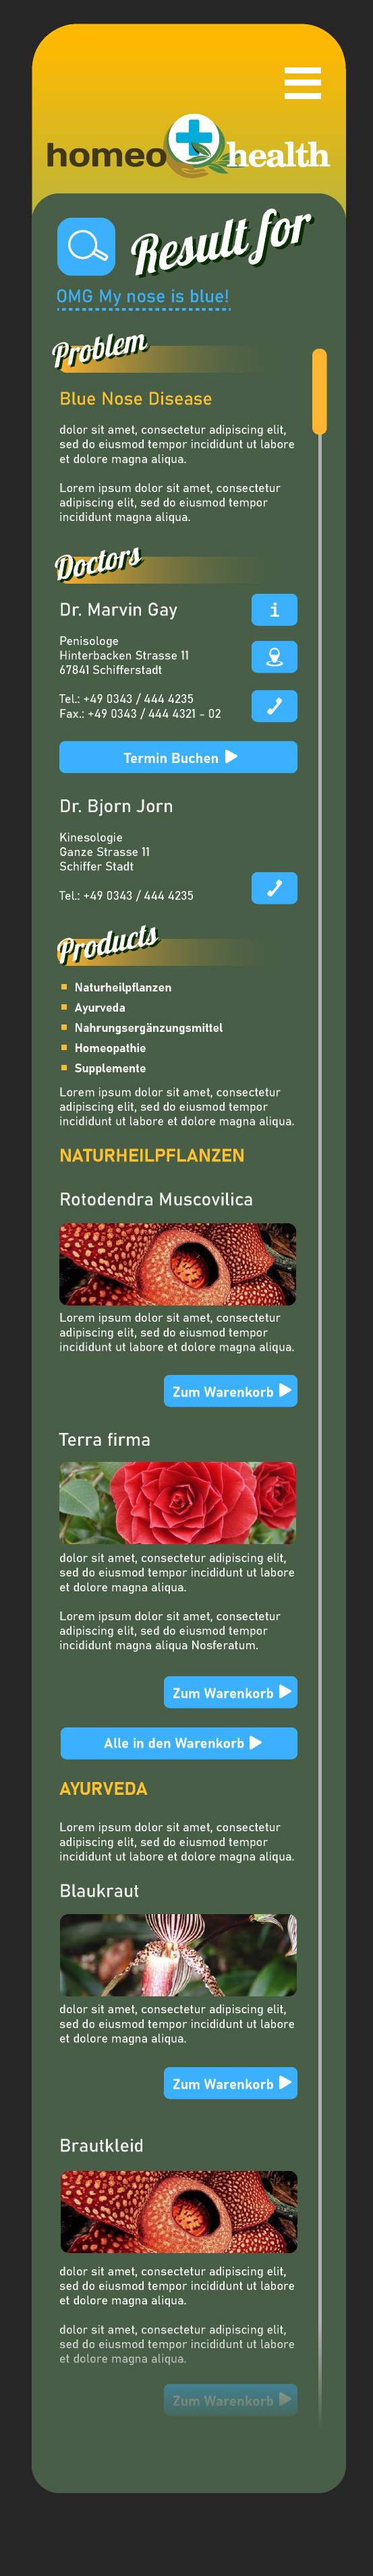 homeo health
Result for
OMG My nose is blue!
Problem
Blue Nose Disease
dolor sit amet, consectetur adipiscing elit,
sed do eiusmod tempor incididunt ut labore
et dolore magna aliqua.
Lorem ipsum dolor sit amet, consectetur
adipiscing elit, sed do eiusmod tempor
incididunt magna aliqua.
Doctors
Dr. Marvin Gay
i
Penisologe
Hinterbacken Strasse 11
67841 Schifferstadt
Tel.: +49 0343 / 444 4235
Fax.: +49 0343 / 444 4321 - 02
Termin Buchen
Dr. Bjorn Jorn
Kinesologie
Ganze Strasse 11
Schiffer Stadt
Tel.: +49 0343 / 444 4235
Products
Naturheilpflanzen
Ayurveda
Nahrungsergänzungsmittel
Homeopathie
Supplemente
Lorem ipsum dolor sit amet, consectetur
adipiscing elit, sed do eiusmod tempor
incididunt ut labore et dolore magna aliqua.
NATURHEILPFLANZEN
Rotodendra Muscovilica
Lorem ipsum dolor sit amet, consectetur
adipiscing elit, sed do eiusmod tempor
incididunt ut labore et dolore magna aliqua.
Zum Warenkorb
Terra firma
dolor sit amet, consectetur adipiscing elit,
sed do eiusmod tempor incididunt ut labore
et dolore magna aliqua.
Lorem ipsum dolor sit amet, consectetur
adipiscing elit, sed do eiusmod tempor
incididunt magna aliqua Nosferatum.
Zum Warenkorb
Alle in den Warenkorb
AYURVEDA
Lorem ipsum dolor sit amet, consectetur
adipiscing elit, sed do eiusmod tempor
incididunt ut labore et dolore magna aliqua.
Blaukraut
dolor sit amet, consectetur adipiscing elit,
sed do eiusmod tempor incididunt ut labore
et dolore magna aliqua.
Zum Warenkorb
Brautkleid
dolor sit amet, consectetur adipiscing elit,
sed do eiusmod tempor incididunt ut labore
et dolore magna aliqua.
dolor sit amet, consectetur adipiscing elit,
sed do eiusmod tempor incididunt ut labore
et dolore magna aliqua.
Zum Warenkorb